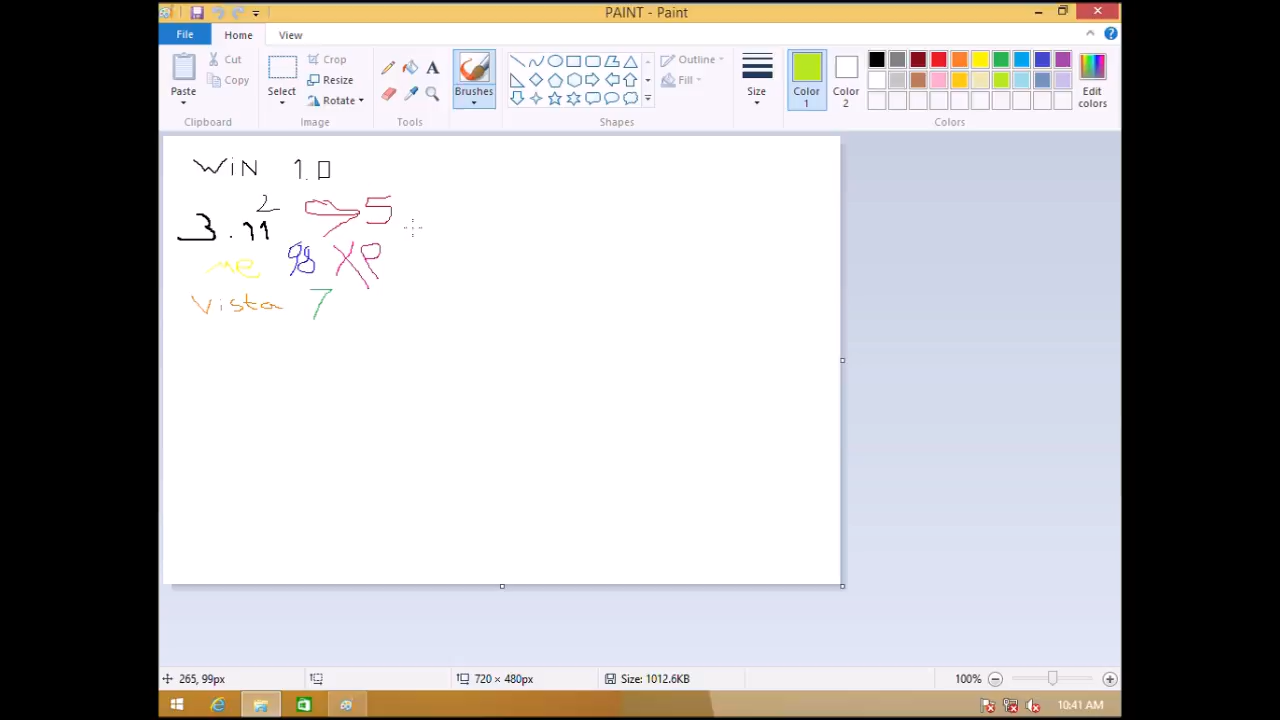 PAINT - Paint
File Home View
Paste Cut Copy Select Crop Resize Rotate Brushes Outline Fill Size Color 1 Color 2 Edit colors
Clipboard Image Tools Shapes Colors
WiN 1.0
2
3.11 95
me 98 XP
Vista 7
265, 99px 720 × 480px Size: 1012.6KB 100%
10:41 AM